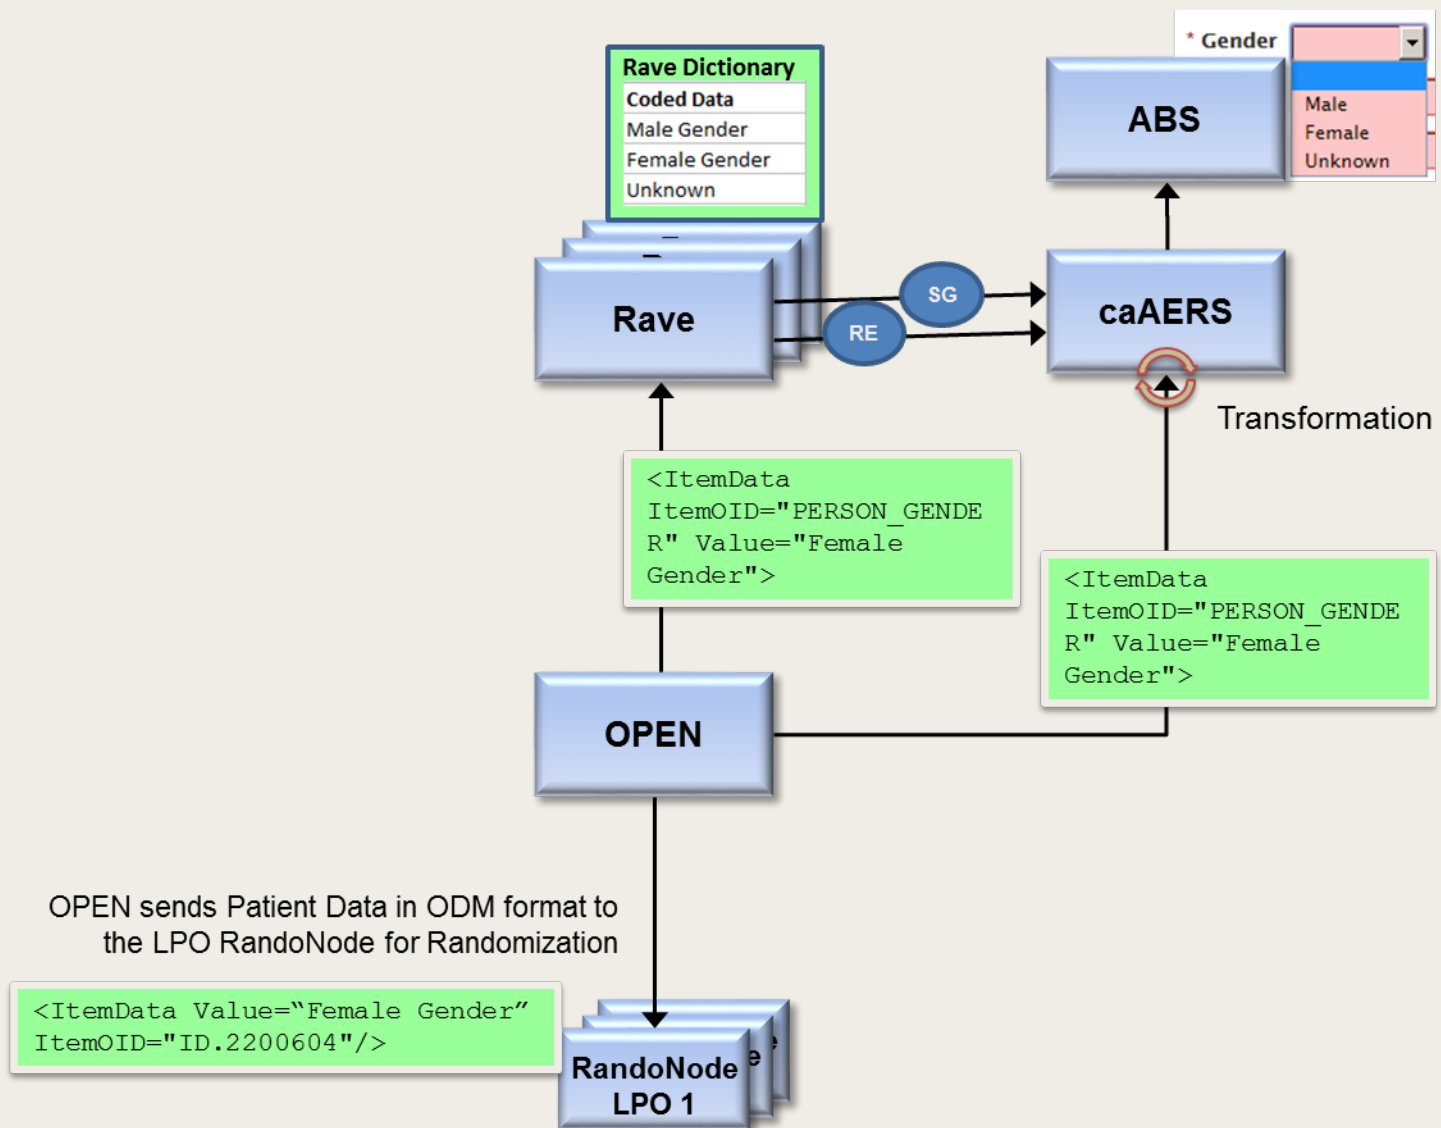 * Gender
Male
Female
Unknown
ABS
Rave Dictionary
Coded Data
Male Gender
Female Gender
Unknown
Rave
SG
RE
caAERS
Transformation
<ItemData
ItemOID="PERSON_GENDE
R" Value="Female
Gender">
<ItemData
ItemOID="PERSON_GENDE
R" Value="Female
Gender">
OPEN
OPEN sends Patient Data in ODM format to
the LPO RandoNode for Randomization
<ItemData Value=“Female Gender”
ItemOID="ID.2200604"/>
RandoNode
LPO 1